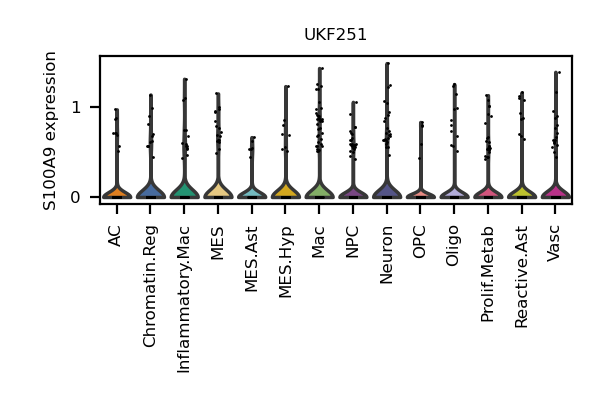 UKF251
S100A9 expression
1
0
AC
Chromatin.Reg
Inflammatory.Mac
MES
MES.Ast
MES.Hyp
Mac
NPC
Neuron
OPC
Oligo
Prolif.Metab
Reactive.Ast
Vasc